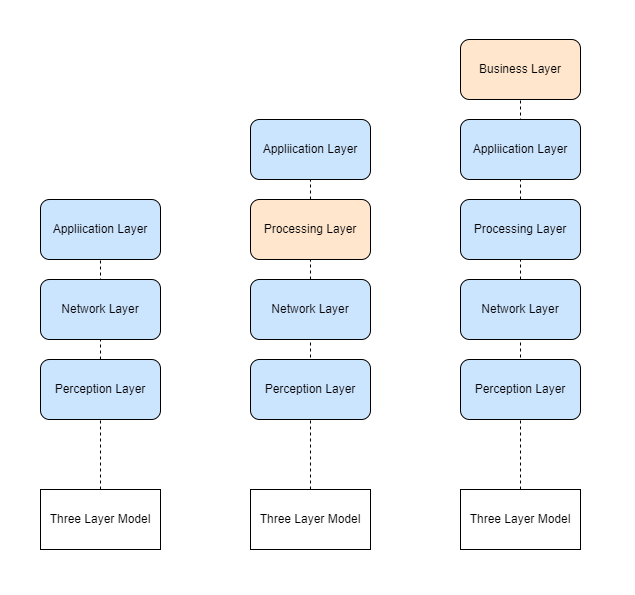 Business Layer
Appliication Layer
Appliication Layer
Appliication Layer
Processing Layer
Processing Layer
Network Layer
Network Layer
Network Layer
Perception Layer
Perception Layer
Perception Layer
Three Layer Model
Three Layer Model
Three Layer Model